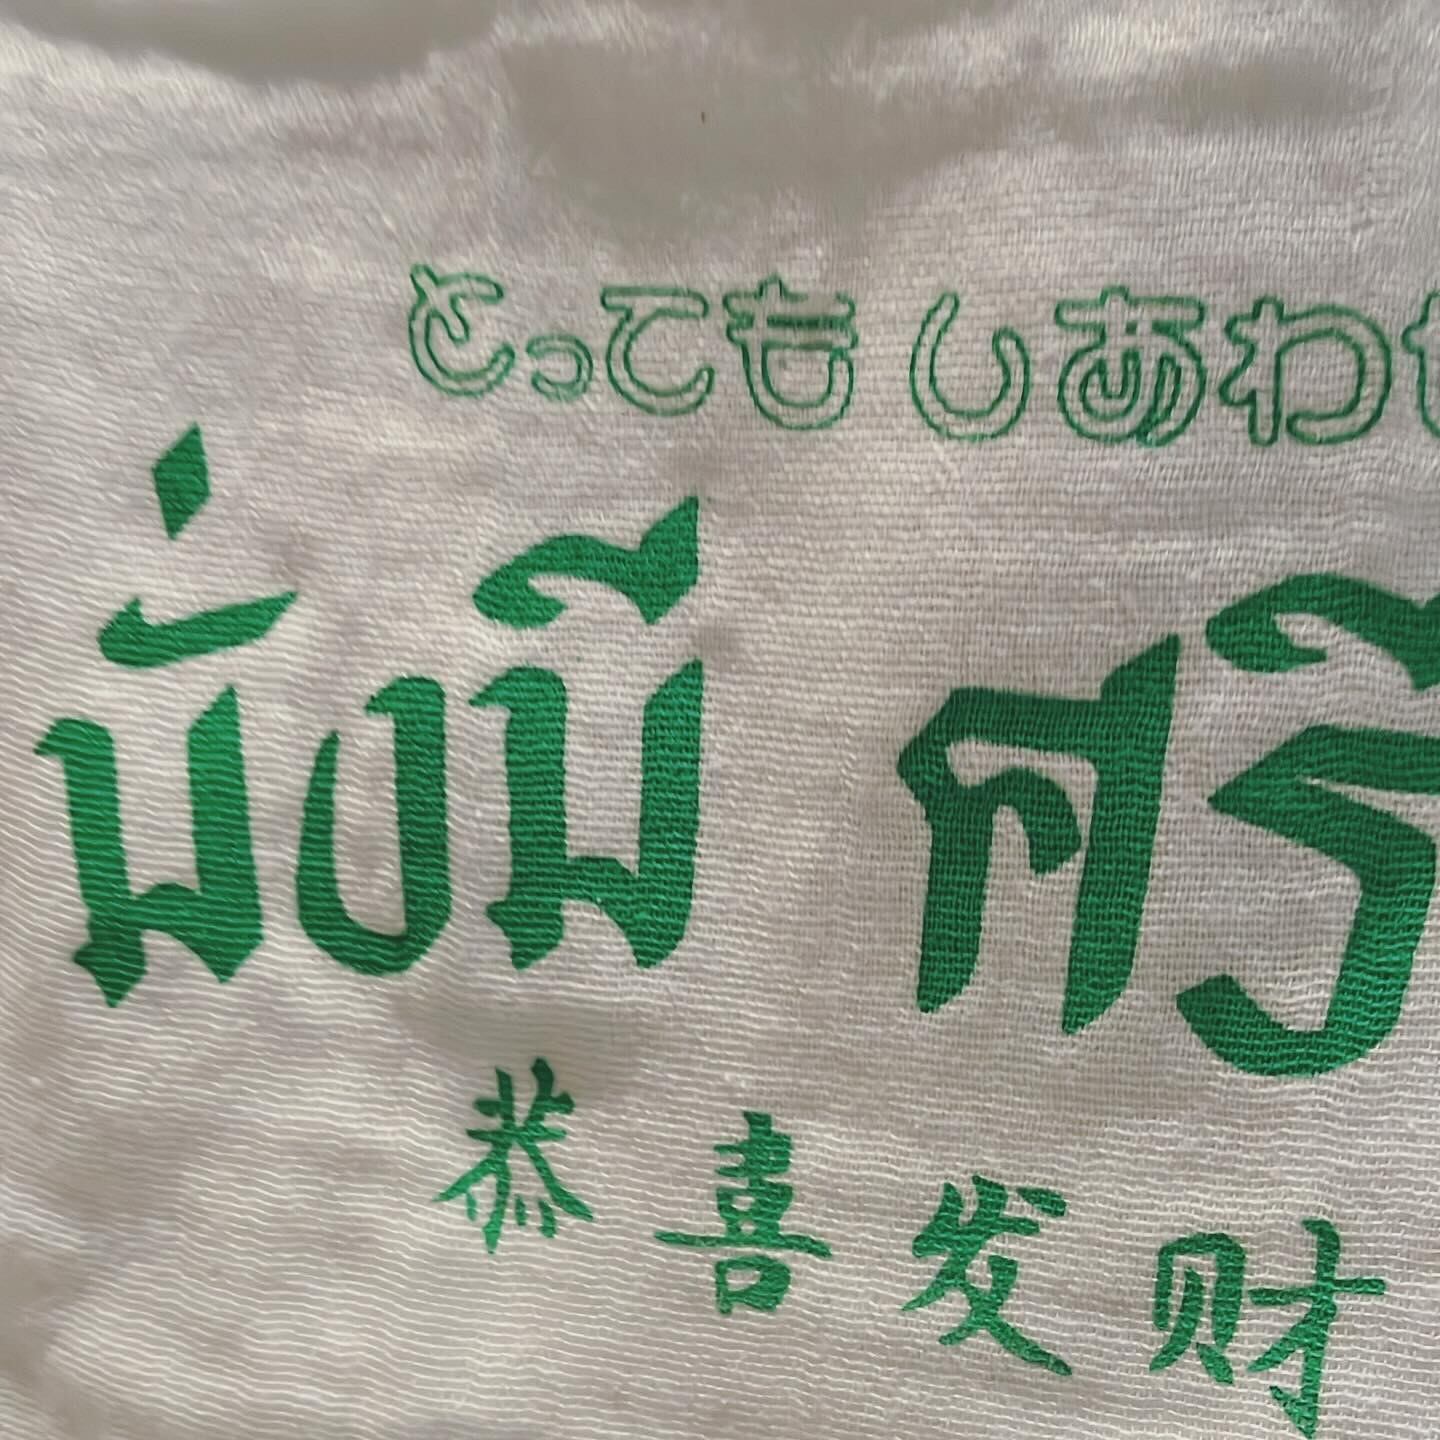 とってもしあわ
มั่งมี ศรี
恭喜发财